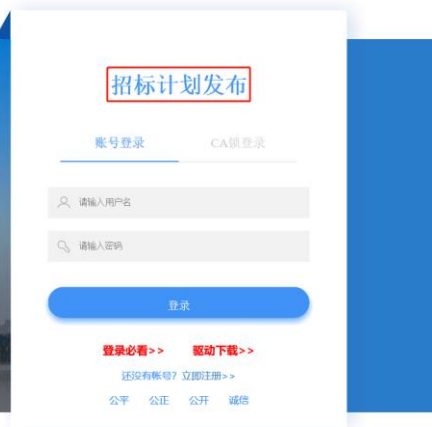 招标计划发布
账号登录 CA锁登录
请输入用户名
请输入密码
登录
登录必看>> 驱动下载>>
还没有帐号? 立即注册>>
公平 公正 公开 诚信